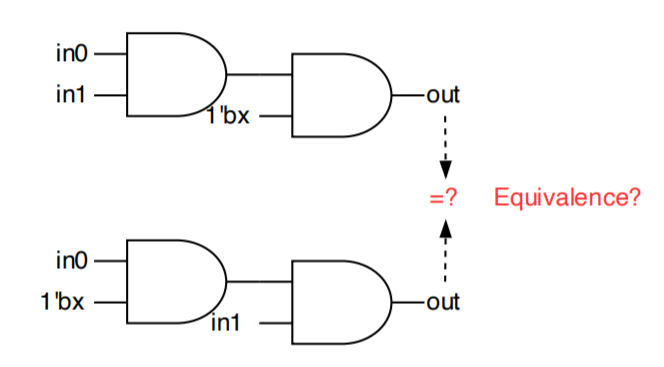 in0
in1
1'bx
out
=? Equivalence?
in0
1'bx
in1
out